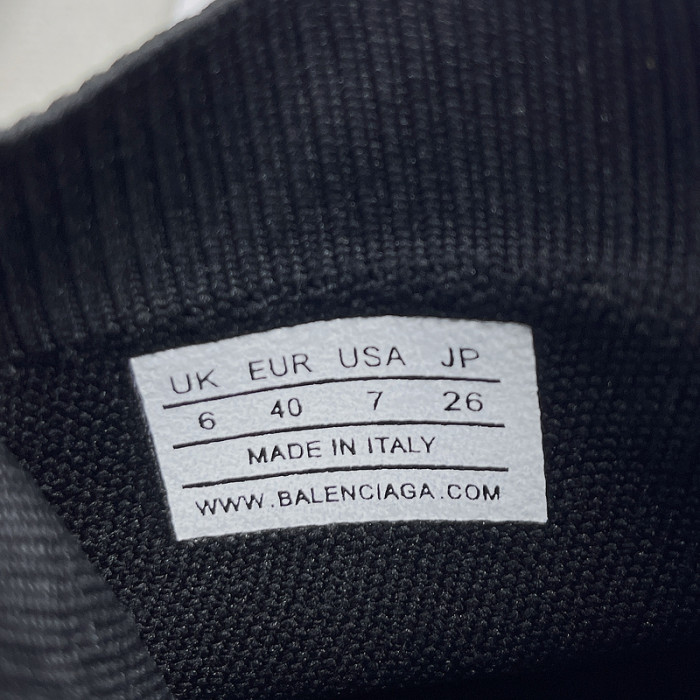 UK EUR USA JP
6 40 7 26
MADE IN ITALY
WWW.BALENCIAGA.COM